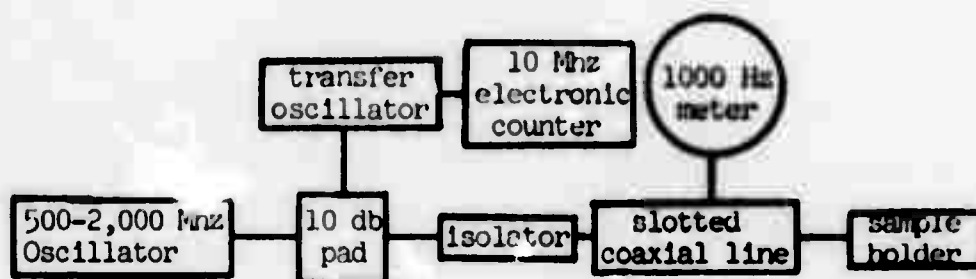 transfer
oscillator
10 Mhz
electronic
counter
1000 Hz
meter
500-2,000 Mhz
Oscillator
10 db
pad
isolator
slotted
coaxial line
sample
holder